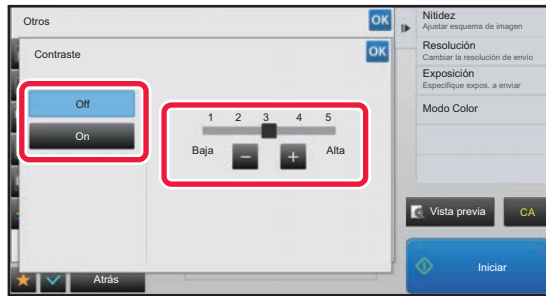 Otros
OK
Contraste
OK
Off
On
1 2 3 4 5
Baja
Alta
Atrás
Nitidez
Ajustar esquema de imagen
Resolución
Cambiar la resolución de envío
Exposición
Especifique expos. a enviar
Modo Color
Vista previa
CA
Iniciar